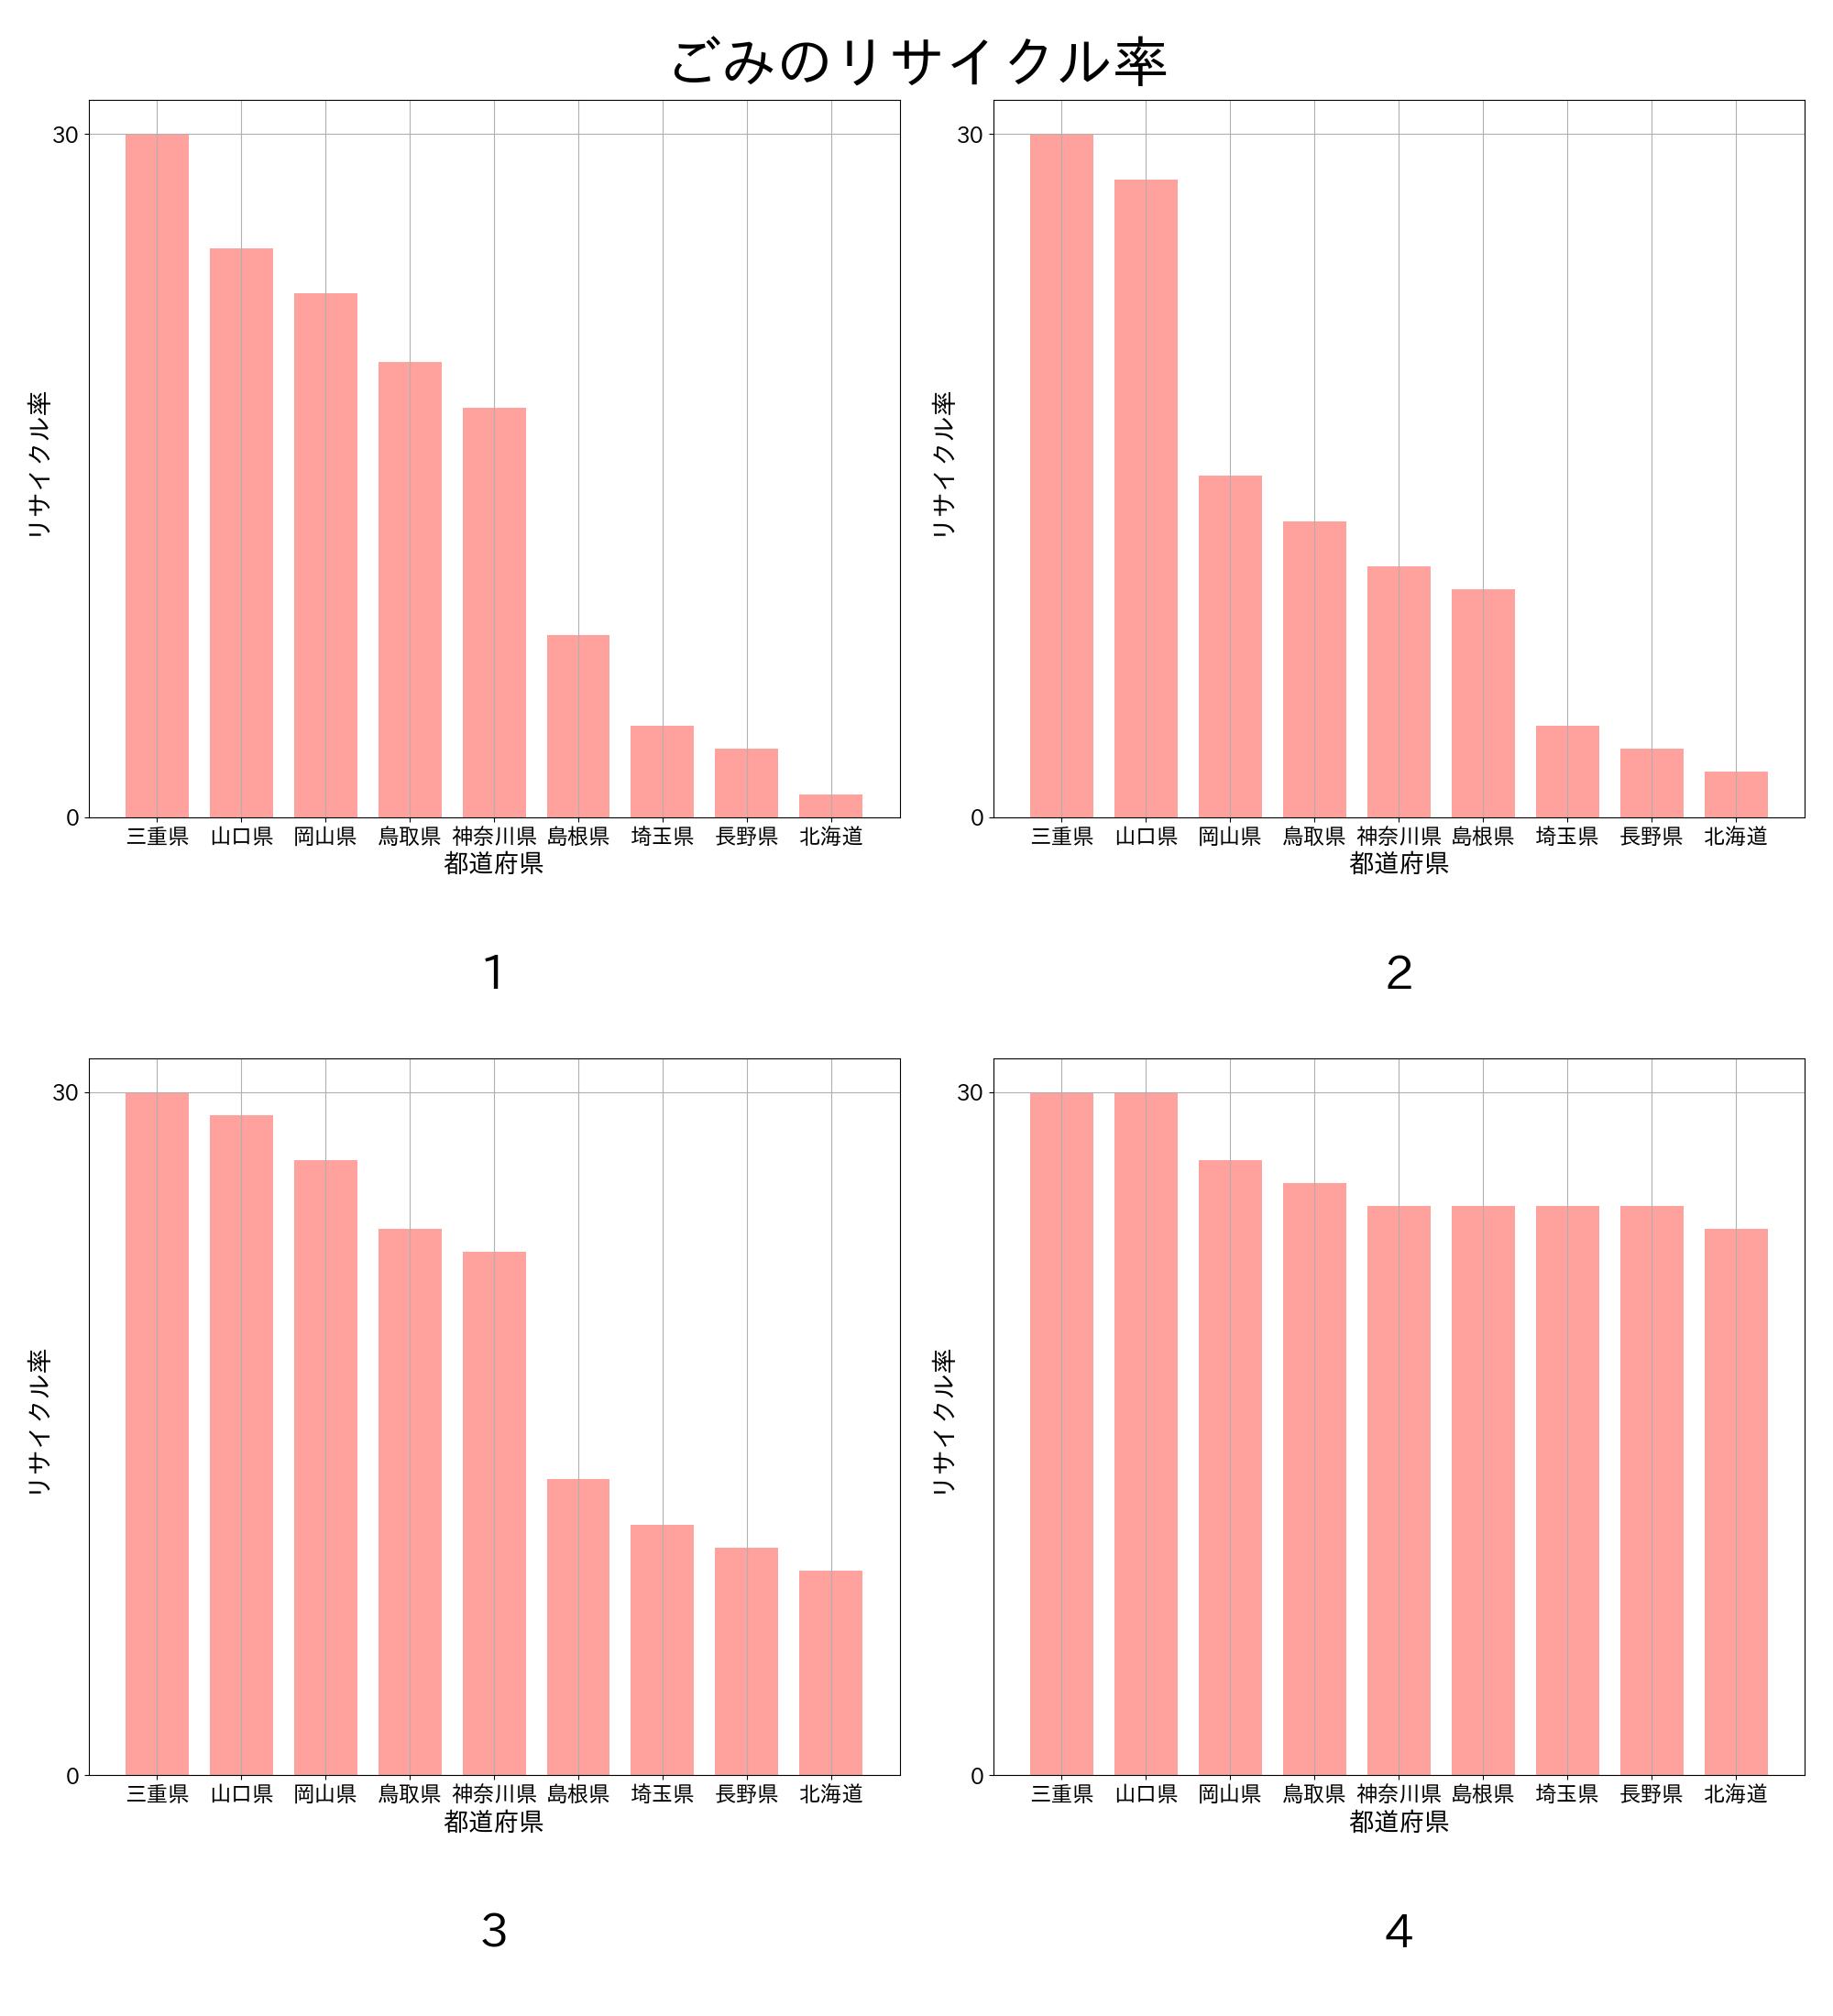 ごみのリサイクル率
30
0
リサイクル率
三重県 山口県 岡山県 鳥取県 神奈川県 島根県 埼玉県 長野県 北海道
都道府県
1
30
0
リサイクル率
三重県 山口県 岡山県 鳥取県 神奈川県 島根県 埼玉県 長野県 北海道
都道府県
2
30
0
リサイクル率
三重県 山口県 岡山県 鳥取県 神奈川県 島根県 埼玉県 長野県 北海道
都道府県
3
30
0
リサイクル率
三重県 山口県 岡山県 鳥取県 神奈川県 島根県 埼玉県 長野県 北海道
都道府県
4